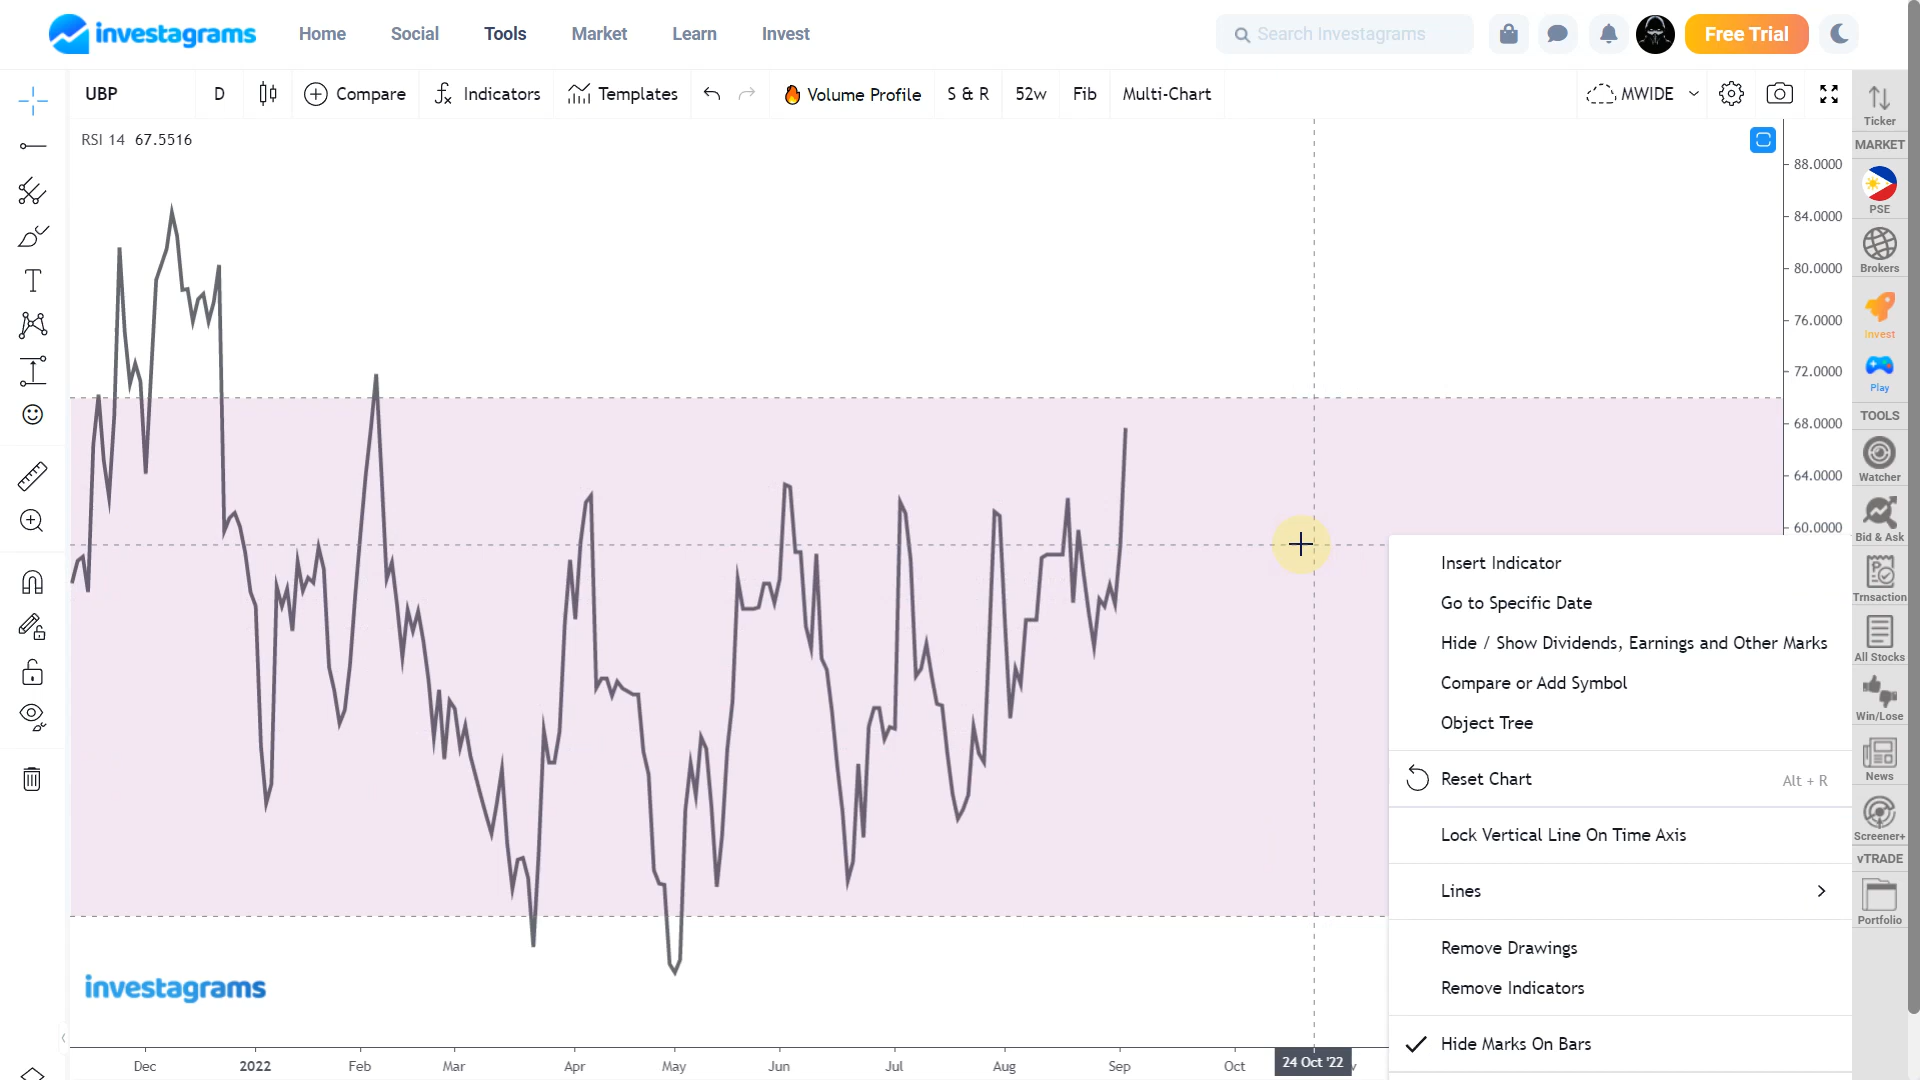 investagrams
Home
Social
Tools
Market
Learn
Invest
Search Investagrams
Free Trial
UBP
D
Compare
Indicators
Templates
Volume Profile
S & R
52w
Fib
Multi-Chart
MWIDE
Ticker
RSI 14 67.5516
MARKET
PSE
Brokers
Invest
Play
TOOLS
Watcher
Bid & Ask
Trnsaction
All Stocks
Win/Lose
News
Screener+
vTRADE
Portfolio
88.0000
84.0000
80.0000
76.0000
72.0000
68.0000
64.0000
60.0000
Insert Indicator
Go to Specific Date
Hide / Show Dividends, Earnings and Other Marks
Compare or Add Symbol
Object Tree
Reset Chart
Alt + R
Lock Vertical Line On Time Axis
Lines
Remove Drawings
Remove Indicators
Hide Marks On Bars
investagrams
Dec
2022
Feb
Mar
Apr
May
Jun
Jul
Aug
Sep
Oct
24 Oct '22